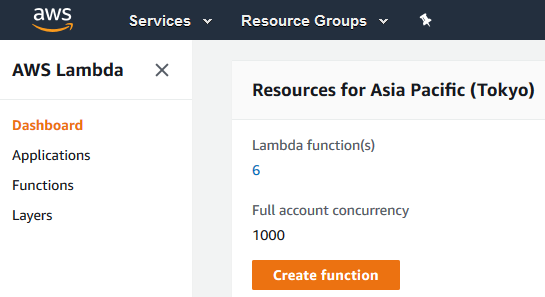 aws
Services
Resource Groups
AWS Lambda
Dashboard
Applications
Functions
Layers
Resources for Asia Pacific (Tokyo)
Lambda function(s)
6
Full account concurrency
1000
Create function